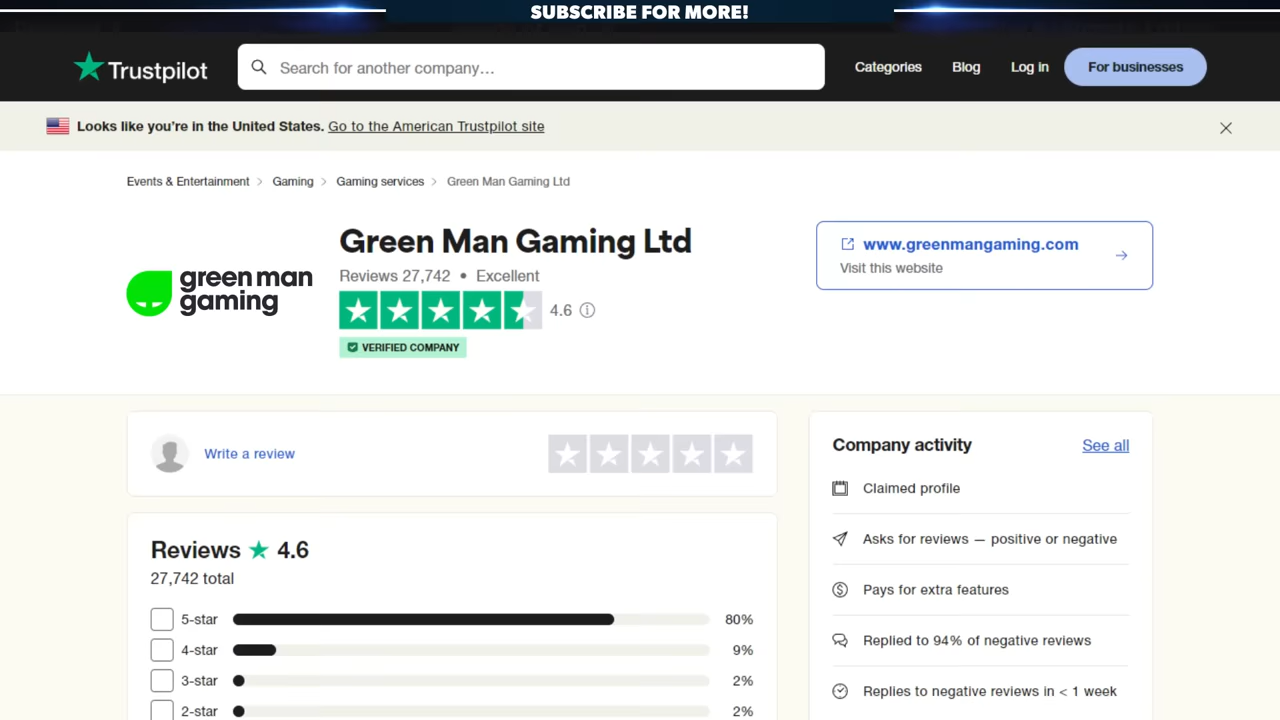 SUBSCRIBE FOR MORE!
Trustpilot
Search for another company...
Categories
Blog
Log in
For businesses
Looks like you're in the United States. Go to the American Trustpilot site
Events & Entertainment > Gaming > Gaming services > Green Man Gaming Ltd
green man
gaming
Green Man Gaming Ltd
Reviews 27,742 • Excellent
4.6
VERIFIED COMPANY
www.greenmangaming.com
Visit this website
Write a review
Reviews ★ 4.6
27,742 total
5-star 80%
4-star 9%
3-star 2%
2-star 2%
Company activity
See all
Claimed profile
Asks for reviews — positive or negative
Pays for extra features
Replied to 94% of negative reviews
Replies to negative reviews in < 1 week